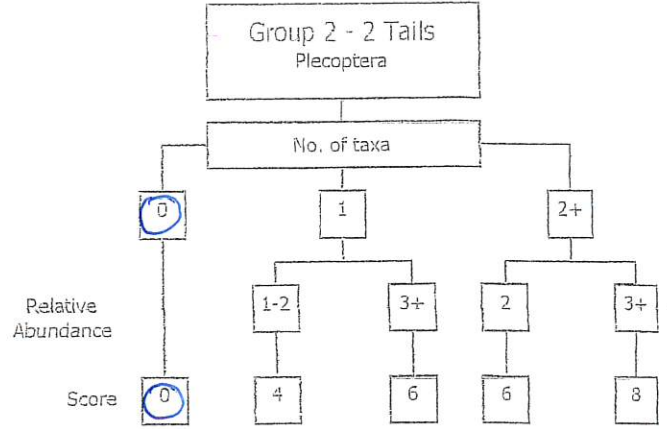 Group 2 - 2 Tails
Plecoptera
No. of taxa
0 1 2+
Relative
Abundance
1-2 3+ 2 3+
Score 0 4 6 6 8